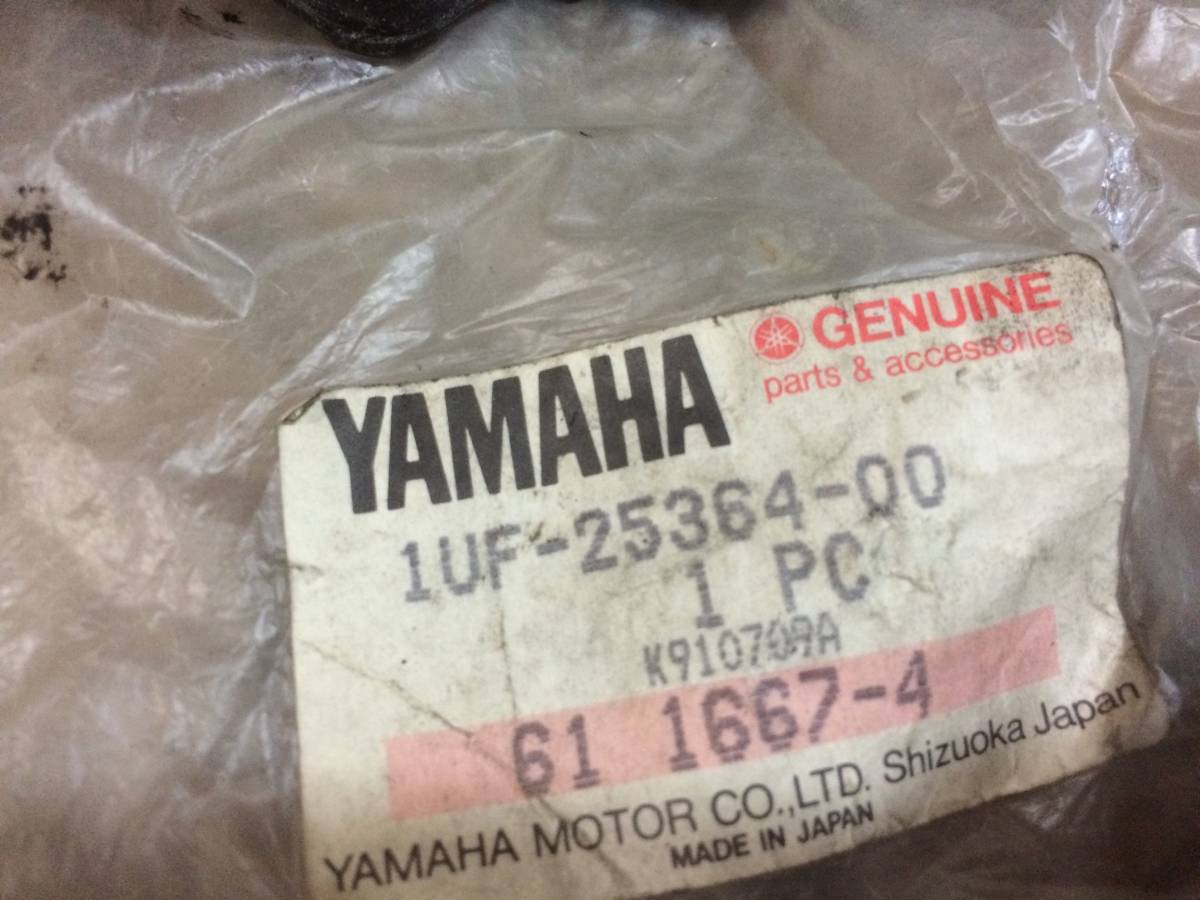 YAMAHA
GENUINE
parts & accessories
1UF-25364-00
1 PC
K910709A
61 1667-4
YAMAHA MOTOR CO.,LTD. Shizuoka Japan
MADE IN JAPAN